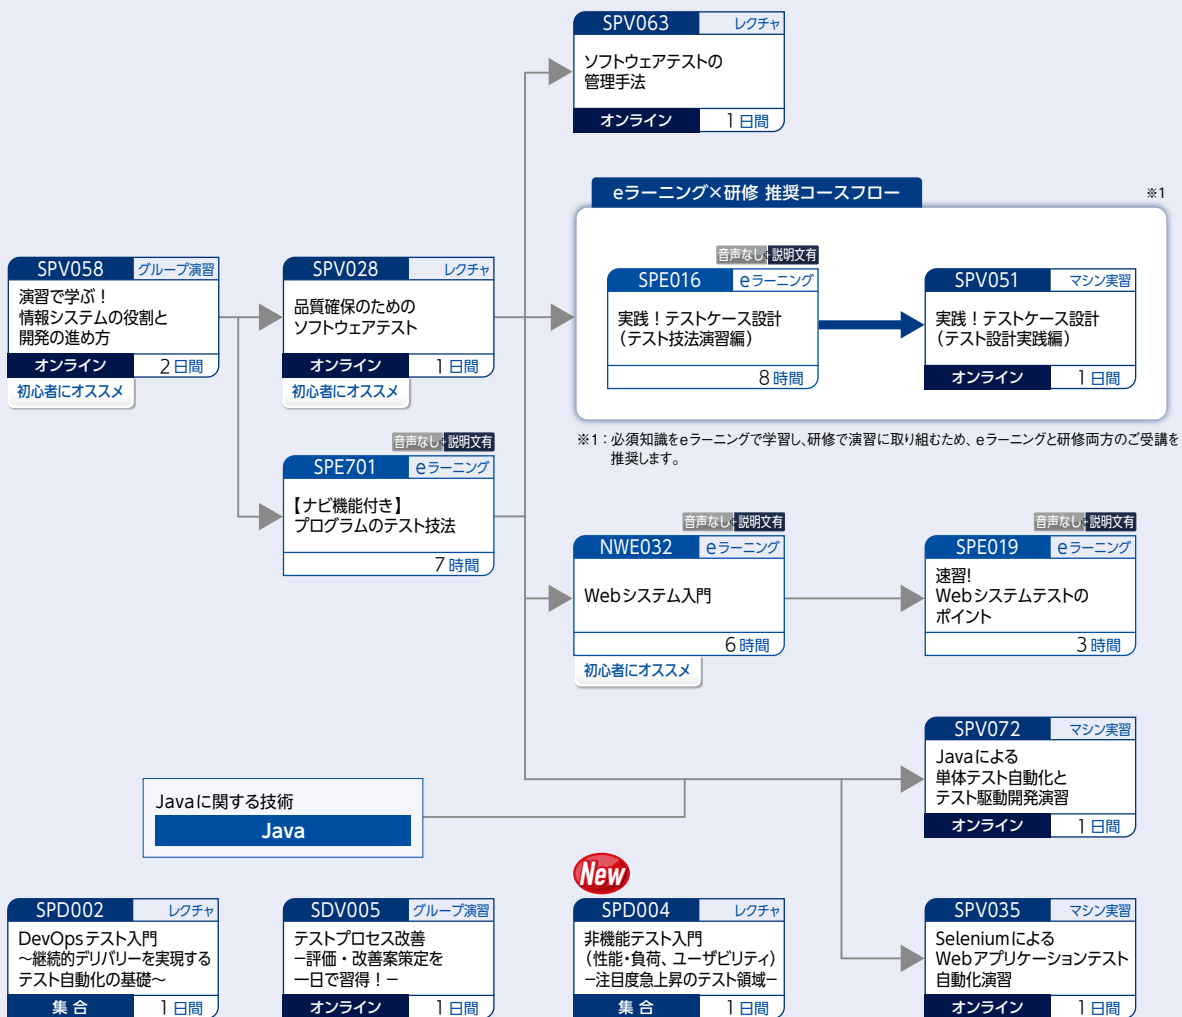 SPV063 レクチャ
ソフトウェアテストの
管理手法
オンライン 1日間
eラーニング×研修 推奨コースフロー
※1
SPV058 グループ演習
演習で学ぶ!
情報システムの役割と
開発の進め方
オンライン 2日間
初心者にオススメ
SPV028 レクチャ
品質確保のための
ソフトウェアテスト
オンライン 1日間
初心者にオススメ
音声なし+説明文有
SPE016 eラーニング
実践!テストケース設計
(テスト技法演習編)
8時間
SPV051 マシン実習
実践!テストケース設計
(テスト設計実践編)
オンライン 1日間
※1:必須知識をeラーニングで学習し、研修で演習に取り組むため、eラーニングと研修両方のご受講を
推奨します。
音声なし+説明文有
SPE701 eラーニング
【ナビ機能付き】
プログラムのテスト技法
7時間
音声なし+説明文有
NWE032 eラーニング
Webシステム入門
6時間
初心者にオススメ
音声なし+説明文有
SPE019 eラーニング
速習!
Webシステムテストの
ポイント
3時間
SPV072 マシン実習
Javaによる
単体テスト自動化と
テスト駆動開発演習
オンライン 1日間
Javaに関する技術
Java
SPD002 レクチャ
DevOpsテスト入門
~継続的デリバリーを実現する
テスト自動化の基礎~
集合 1日間
SDV005 グループ演習
テストプロセス改善
−評価・改善案策定を
一日で習得!−
オンライン 1日間
New
SPD004 レクチャ
非機能テスト入門
(性能・負荷、ユーザビリティ)
−注目度急上昇のテスト領域−
集合 1日間
SPV035 マシン実習
Seleniumによる
Webアプリケーションテスト
自動化演習
オンライン 1日間